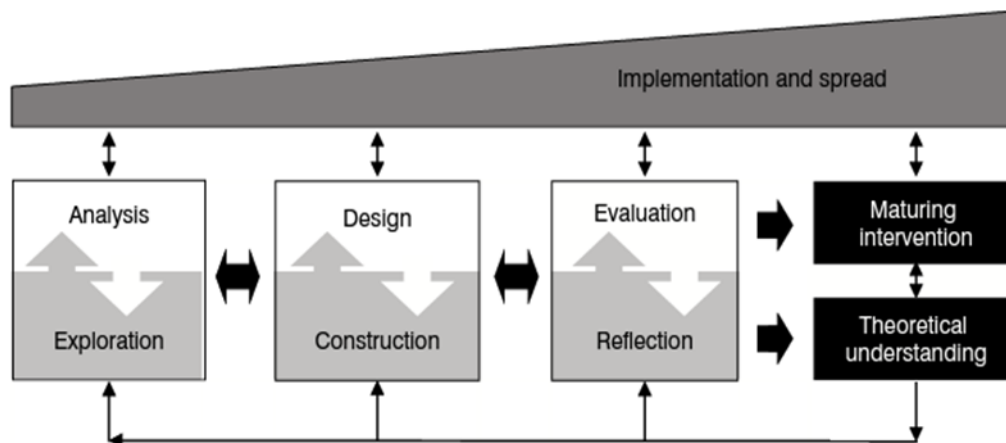 Implementation and spread
Analysis
Exploration
Design
Construction
Evaluation
Reflection
Maturing
intervention
Theoretical
understanding